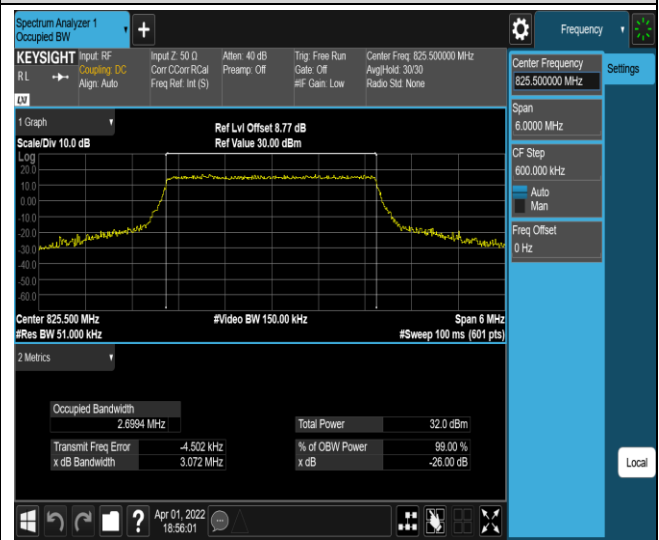 Spectrum Analyzer 1
Occupied BW
+
Frequency
KEYSIGHT
R L
LXI
Input: RF
Coupling: DC
Align: Auto
Input Z: 50 Ω
Corr CCorr RCal
Freq Ref: Int (S)
Atten: 40 dB
Preamp: Off
Trig: Free Run
Gate: Off
#IF Gain: Low
Center Freq: 825.500000 MHz
Avg|Hold: 30/30
Radio Std: None
Center Frequency
825.500000 MHz
Settings
Span
6.0000 MHz
CF Step
600.000 kHz
Auto
Man
Freq Offset
0 Hz
1 Graph
Scale/Div 10.0 dB
Ref Lvl Offset 8.77 dB
Ref Value 30.00 dBm
Log
20.0
10.0
0.00
-10.0
-20.0
-30.0
-40.0
-50.0
-60.0
Center 825.500 MHz
#Video BW 150.00 kHz
Span 6 MHz
#Res BW 51.000 kHz
#Sweep 100 ms (601 pts)
2 Metrics
Occupied Bandwidth
2.6994 MHz
Total Power 32.0 dBm
Transmit Freq Error -4.502 kHz
% of OBW Power 99.00 %
x dB Bandwidth 3.072 MHz
x dB -26.00 dB
Local
?
Apr 01, 2022
18:56:01